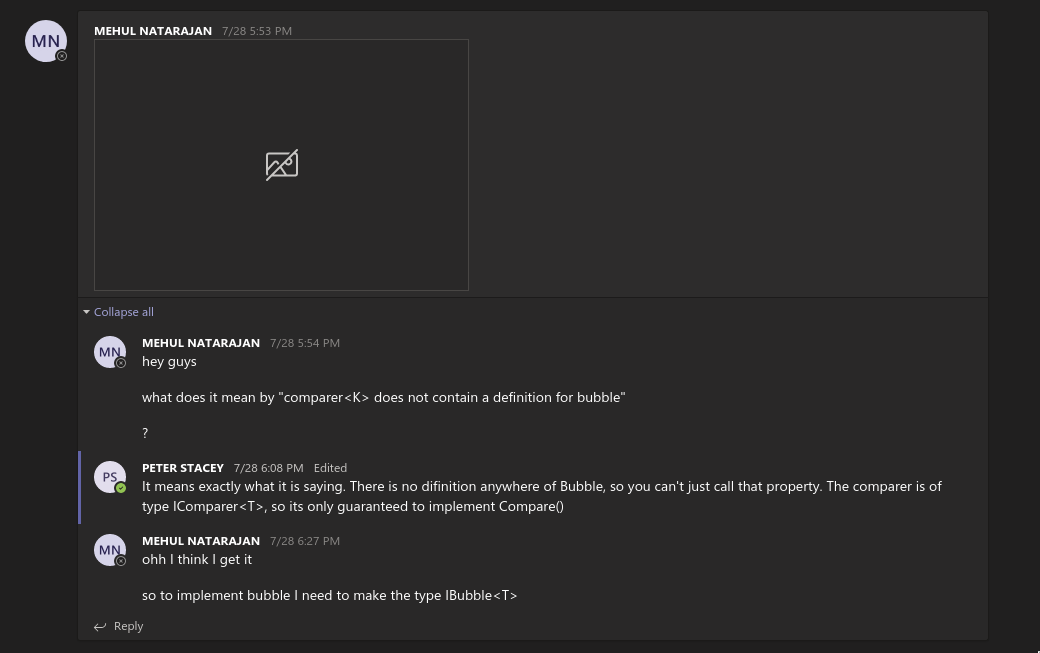 MN
MEHUL NATARAJAN 7/28 5:53 PM
Collapse all
MN
MEHUL NATARAJAN 7/28 5:54 PM
hey guys
what does it mean by "comparer<K> does not contain a definition for bubble"
?
PS
PETER STACEY 7/28 6:08 PM Edited
It means exactly what it is saying. There is no difinition anywhere of Bubble, so you can't just call that property. The comparer is of
type IComparer<T>, so its only guaranteed to implement Compare()
MN
MEHUL NATARAJAN 7/28 6:27 PM
ohh I think I get it
so to implement bubble I need to make the type IBubble<T>
Reply